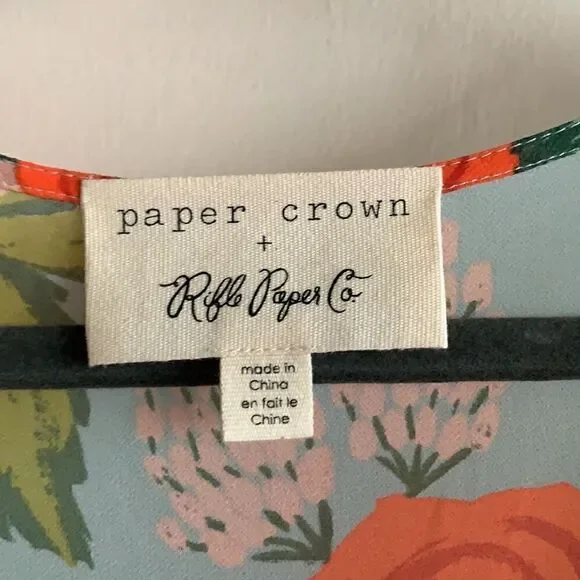 paper crown
+
Rifle Paper Co
made in
China
en fait le
Chine